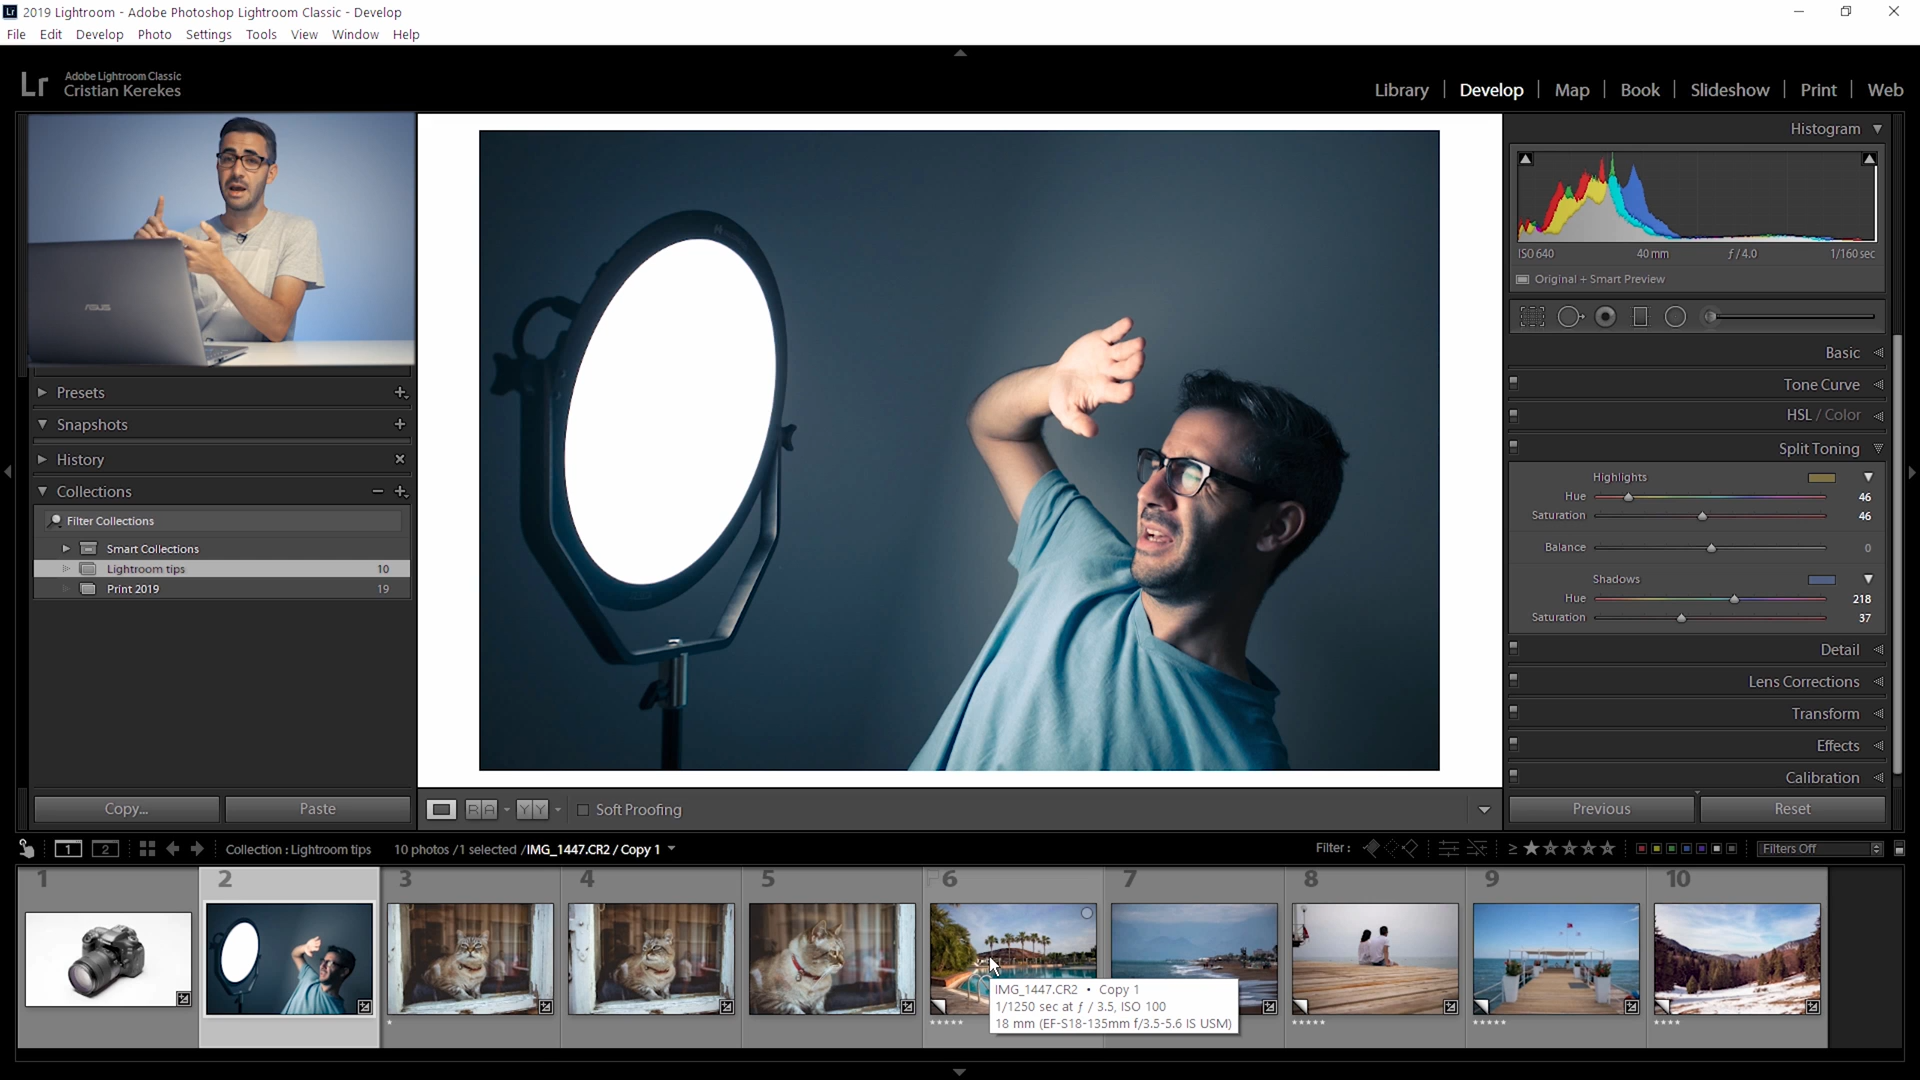 2019 Lightroom - Adobe Photoshop Lightroom Classic - Develop
File Edit Develop Photo Settings Tools View Window Help
Lr
Adobe Lightroom Classic
Cristian Kerekes
Library | Develop | Map | Book | Slideshow | Print | Web
ASUS
Histogram
ISO 640 40 mm f / 4.0 1/160 sec
Original + Smart Preview
Basic
Tone Curve
HSL / Color
Split Toning
Highlights
Hue 46
Saturation 46
Balance 0
Shadows
Hue 218
Saturation 37
Detail
Lens Corrections
Transform
Effects
Calibration
Previous Reset
Presets
Snapshots
History
Collections
Filter Collections
Smart Collections
Lightroom tips 10
Print 2019 19
Copy... Paste
R A Y Y Soft Proofing
1 2 Collection : Lightroom tips 10 photos / 1 selected / IMG_1447.CR2 / Copy 1
Filter : Filters Off
1 2 3 4 5 6 7 8 9 10
IMG_1447.CR2 • Copy 1
1/1250 sec at f / 3.5, ISO 100
18 mm (EF-S18-135mm f/3.5-5.6 IS USM)